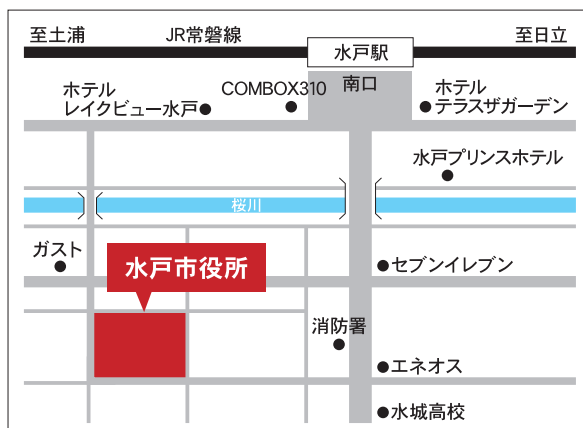 至土浦
JR常磐線
水戸駅
至日立
南口
ホテル
レイクビュー水戸
COMBOX310
ホテル
テラスザガーデン
水戸プリンスホテル
桜川
ガスト
水戸市役所
セブンイレブン
消防署
エネオス
水城高校